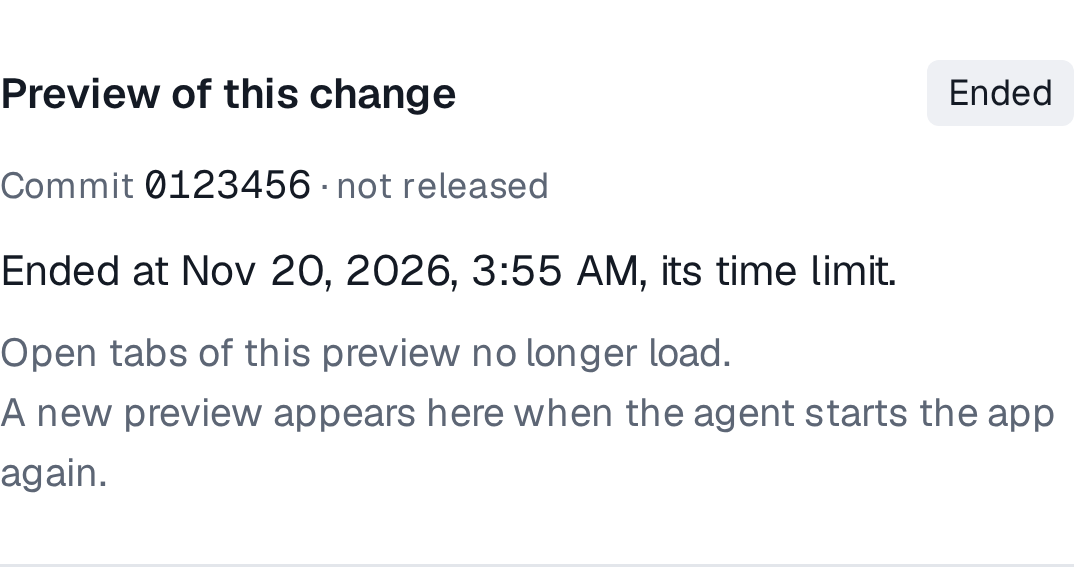 Preview of this change
Ended
Commit 0123456 · not released
Ended at Nov 20, 2026, 3:55 AM, its time limit.
Open tabs of this preview no longer load.
A new preview appears here when the agent starts the app
again.